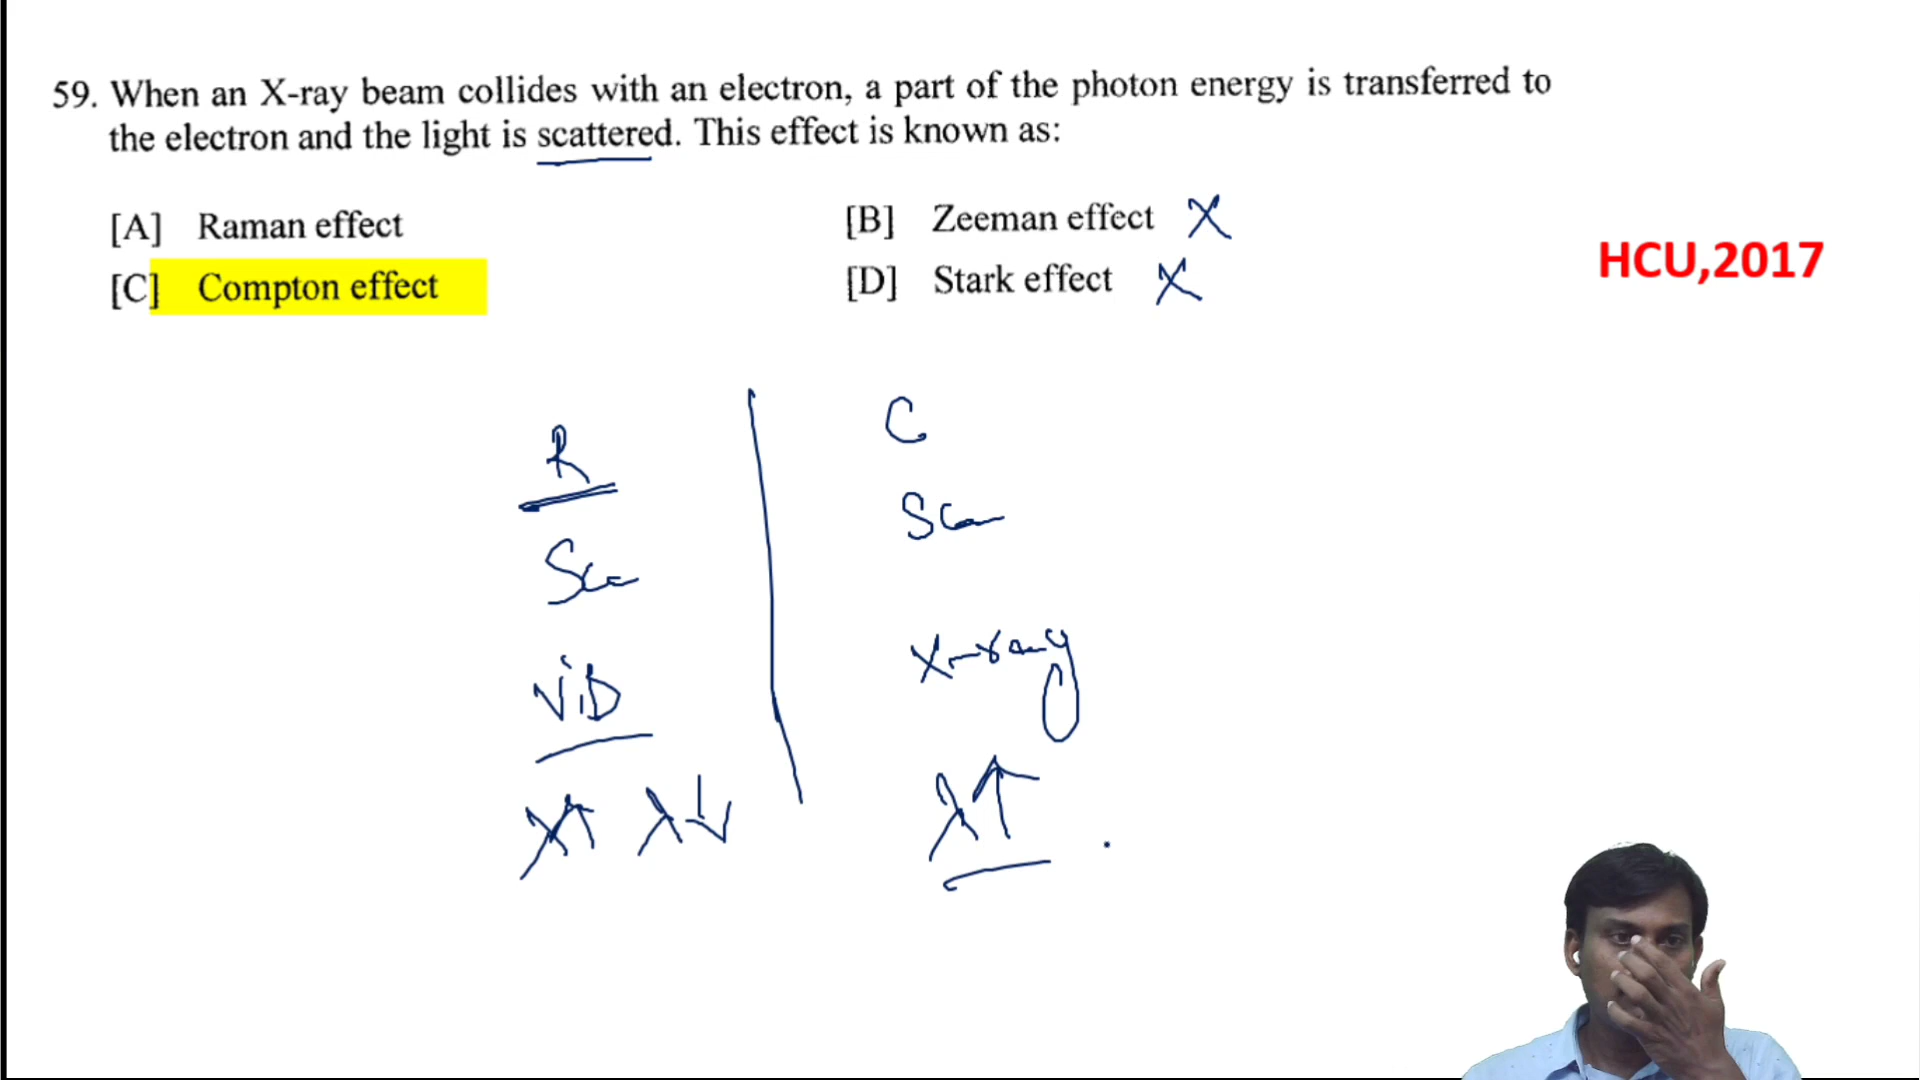 59. When an X-ray beam collides with an electron, a part of the photon energy is transferred to
the electron and the light is scattered. This effect is known as:
[A] Raman effect
[B] Zeeman effect X
[C] Compton effect
[D] Stark effect X
HCU,2017
R
C
Sca
Sca
X-ray
λ↑ λ↓
λ↑